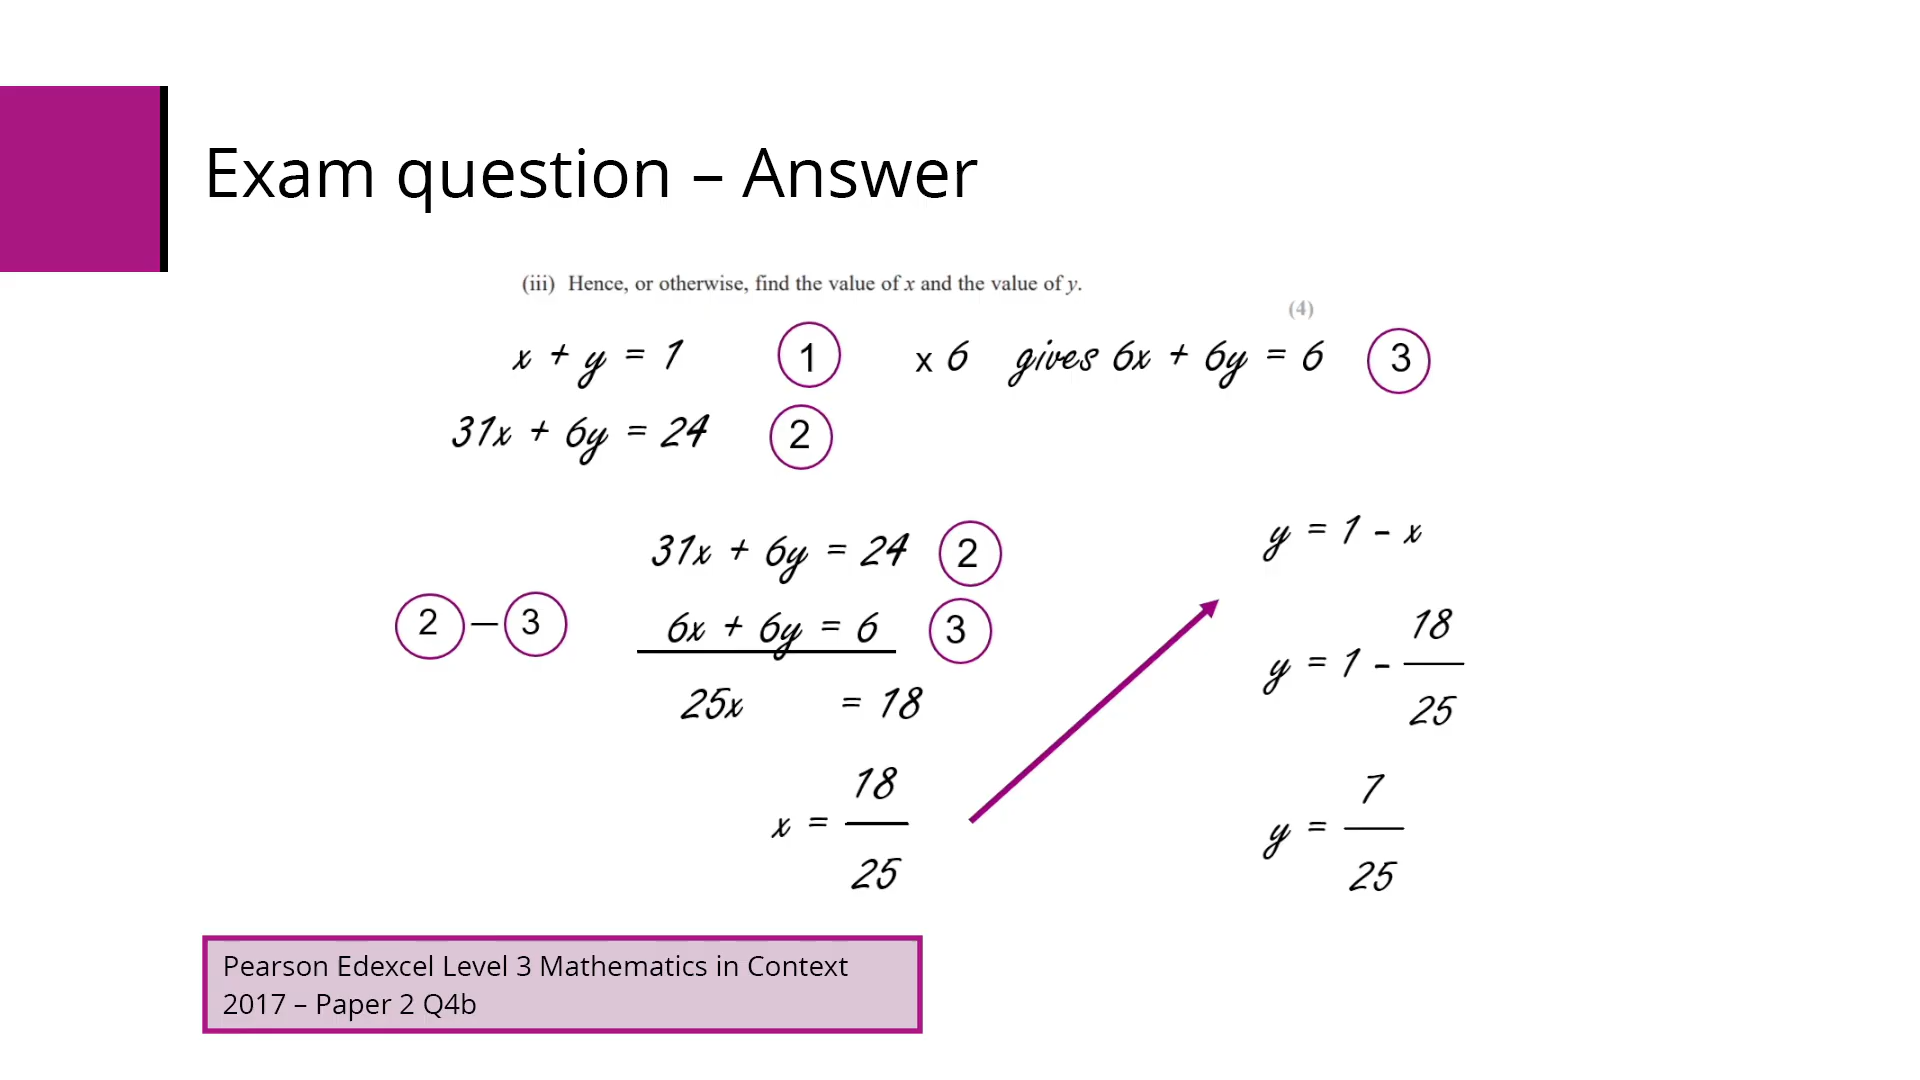 Exam question – Answer
(iii) Hence, or otherwise, find the value of x and the value of y.
(4)
x + y = 1 1 x 6 gives 6x + 6y = 6 3
31x + 6y = 24 2
31x + 6y = 24 2
2 — 3 6x + 6y = 6 3
25x = 18
x = 18/25
y = 1 - x
y = 1 - 18/25
y = 7/25
Pearson Edexcel Level 3 Mathematics in Context
2017 – Paper 2 Q4b